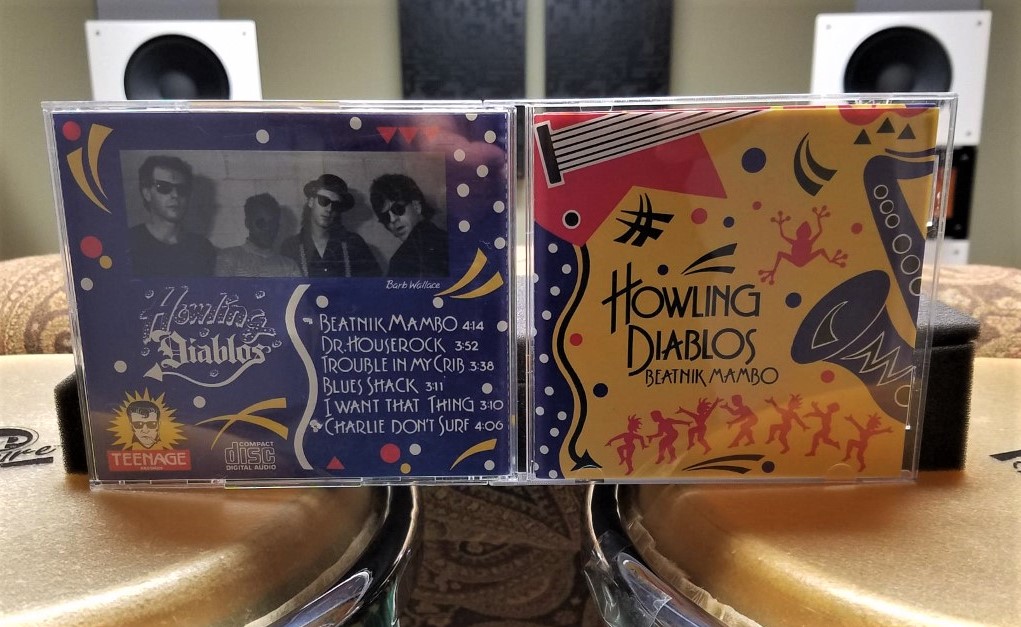 Barb Wallace
Howling
Diablos
Beatnik Mambo 4:14
Dr. Houserock 3:52
Trouble in my Crib 3:38
Blues Shack 3:11
I Want that Thing 3:10
Charlie Don't Surf 4:06
TEENAGE
COMPACT
disc
DIGITAL AUDIO
Howling
Diablos
Beatnik Mambo